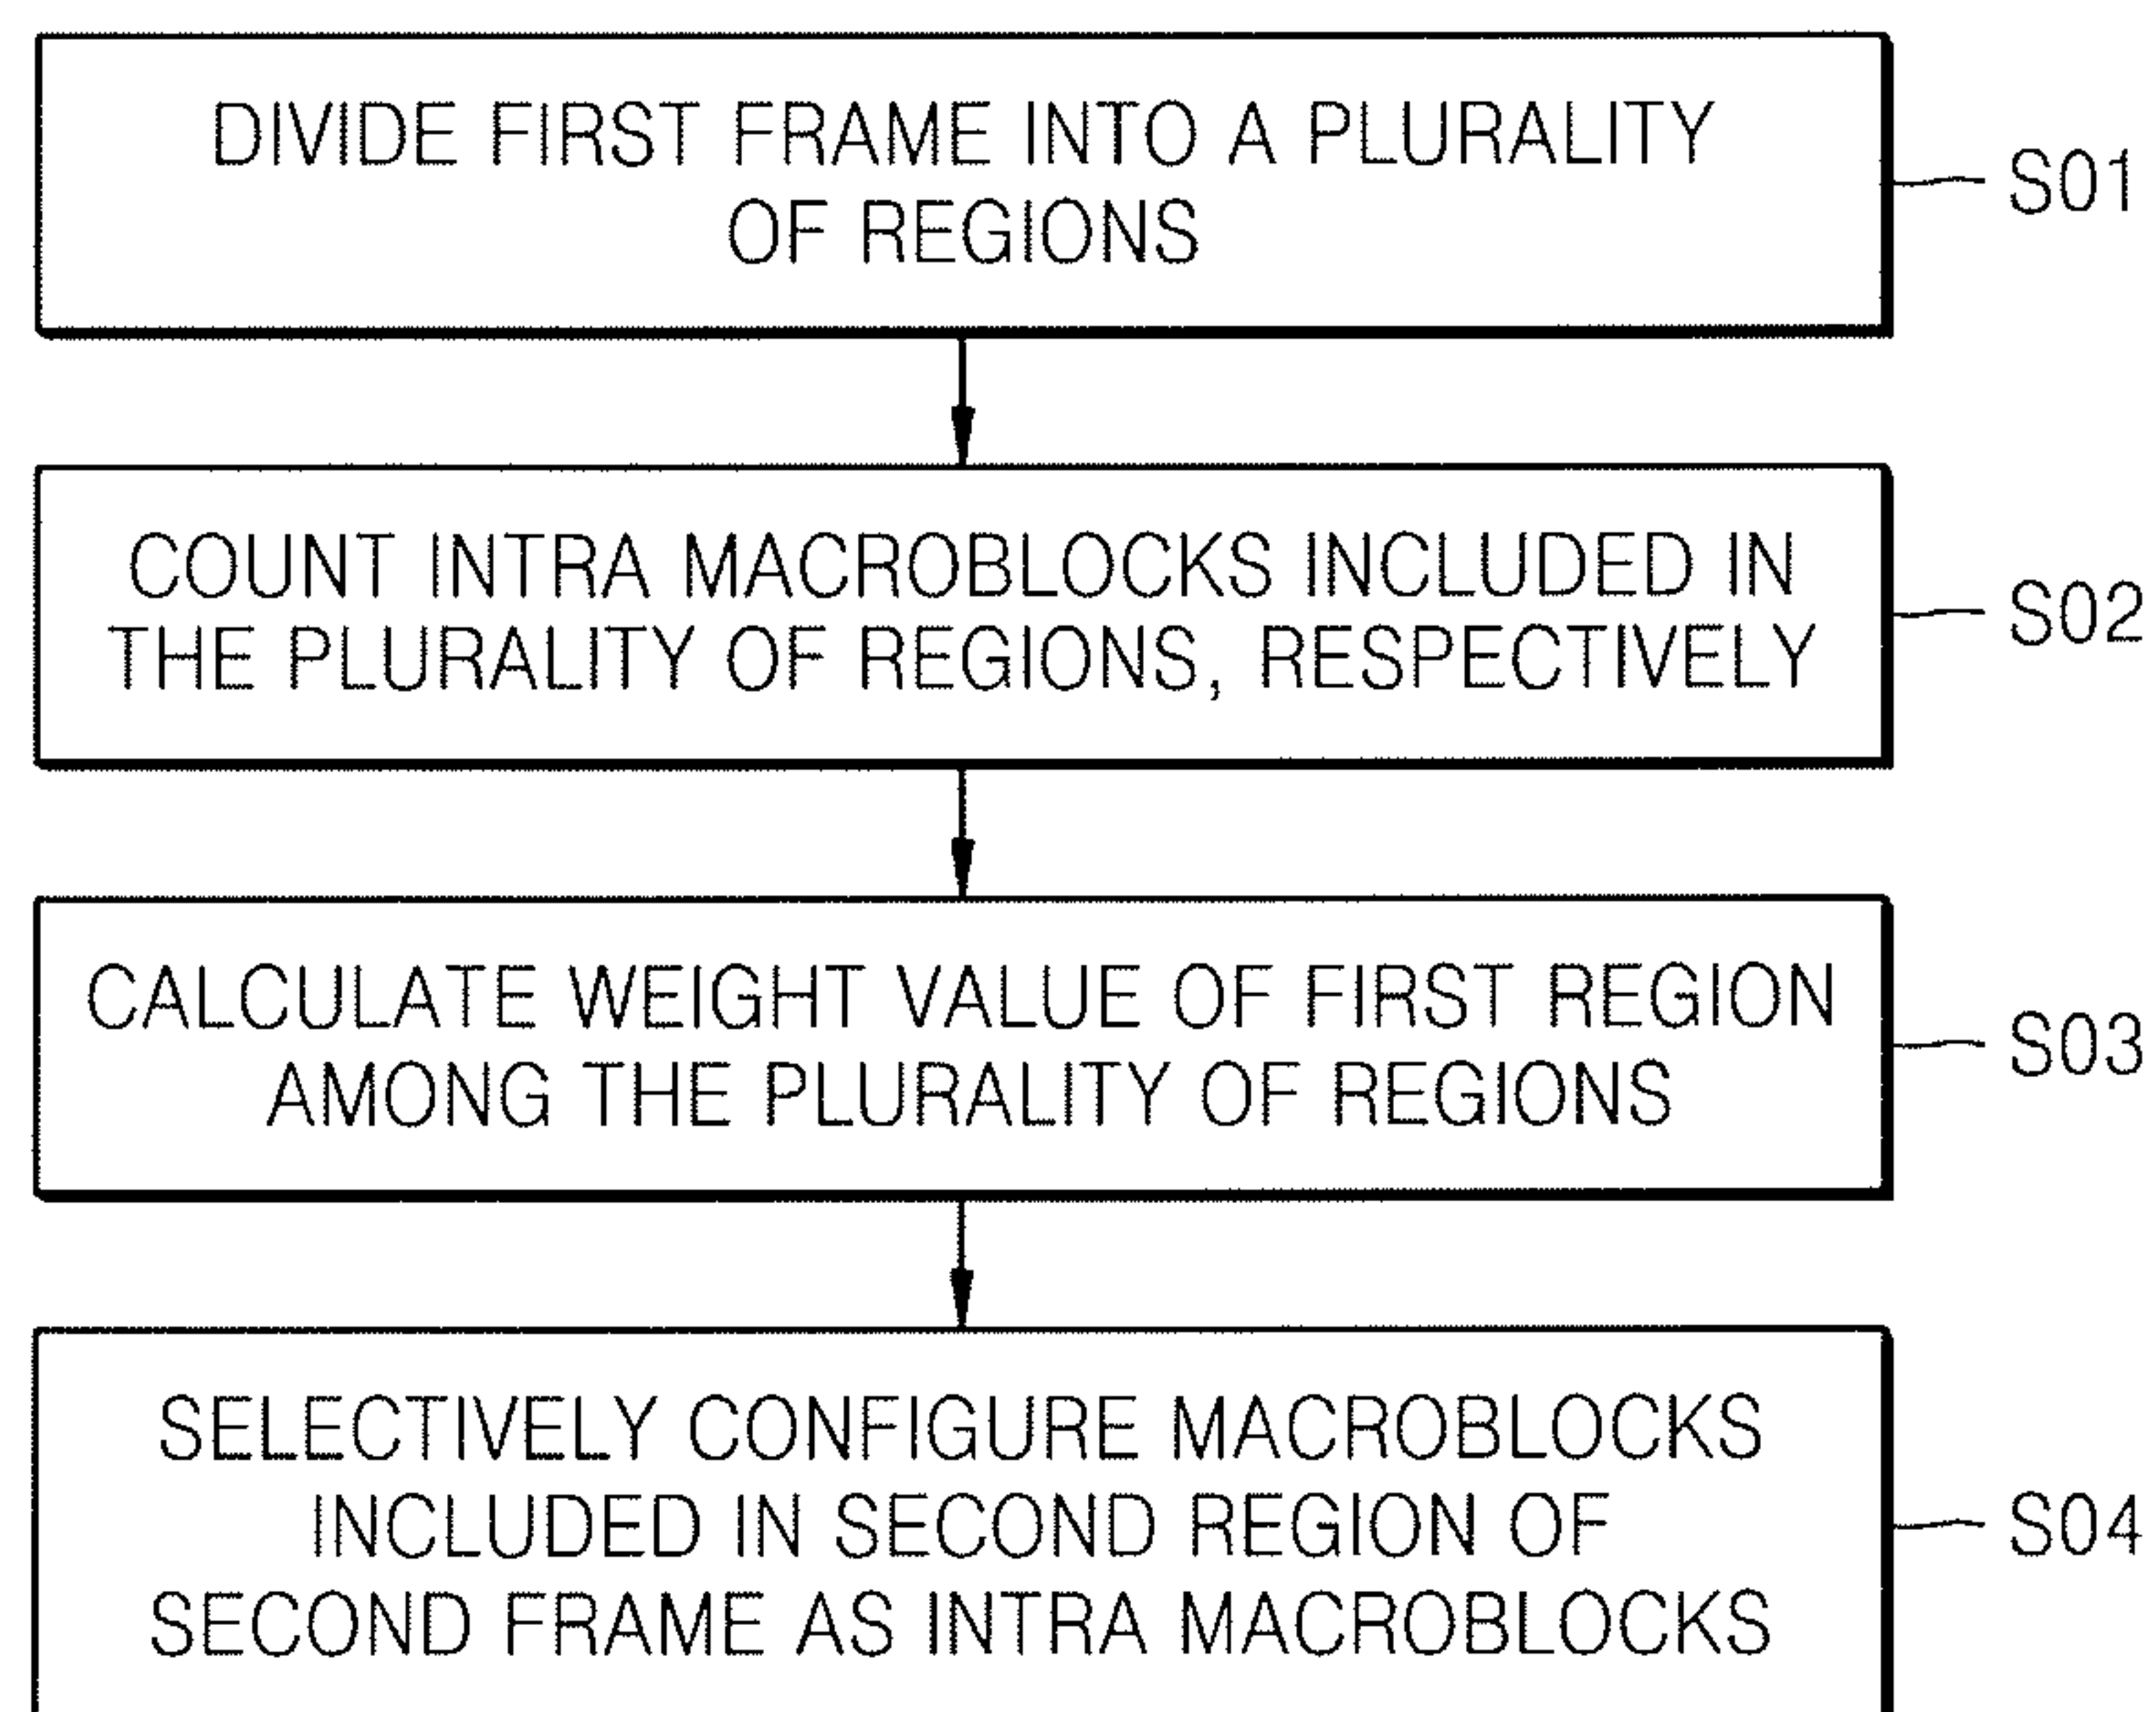 DIVIDE FIRST FRAME INTO A PLURALITY
OF REGIONS
S01
COUNT INTRA MACROBLOCKS INCLUDED IN
THE PLURALITY OF REGIONS, RESPECTIVELY
S02
CALCULATE WEIGHT VALUE OF FIRST REGION
AMONG THE PLURALITY OF REGIONS
S03
SELECTIVELY CONFIGURE MACROBLOCKS
INCLUDED IN SECOND REGION OF
SECOND FRAME AS INTRA MACROBLOCKS
S04